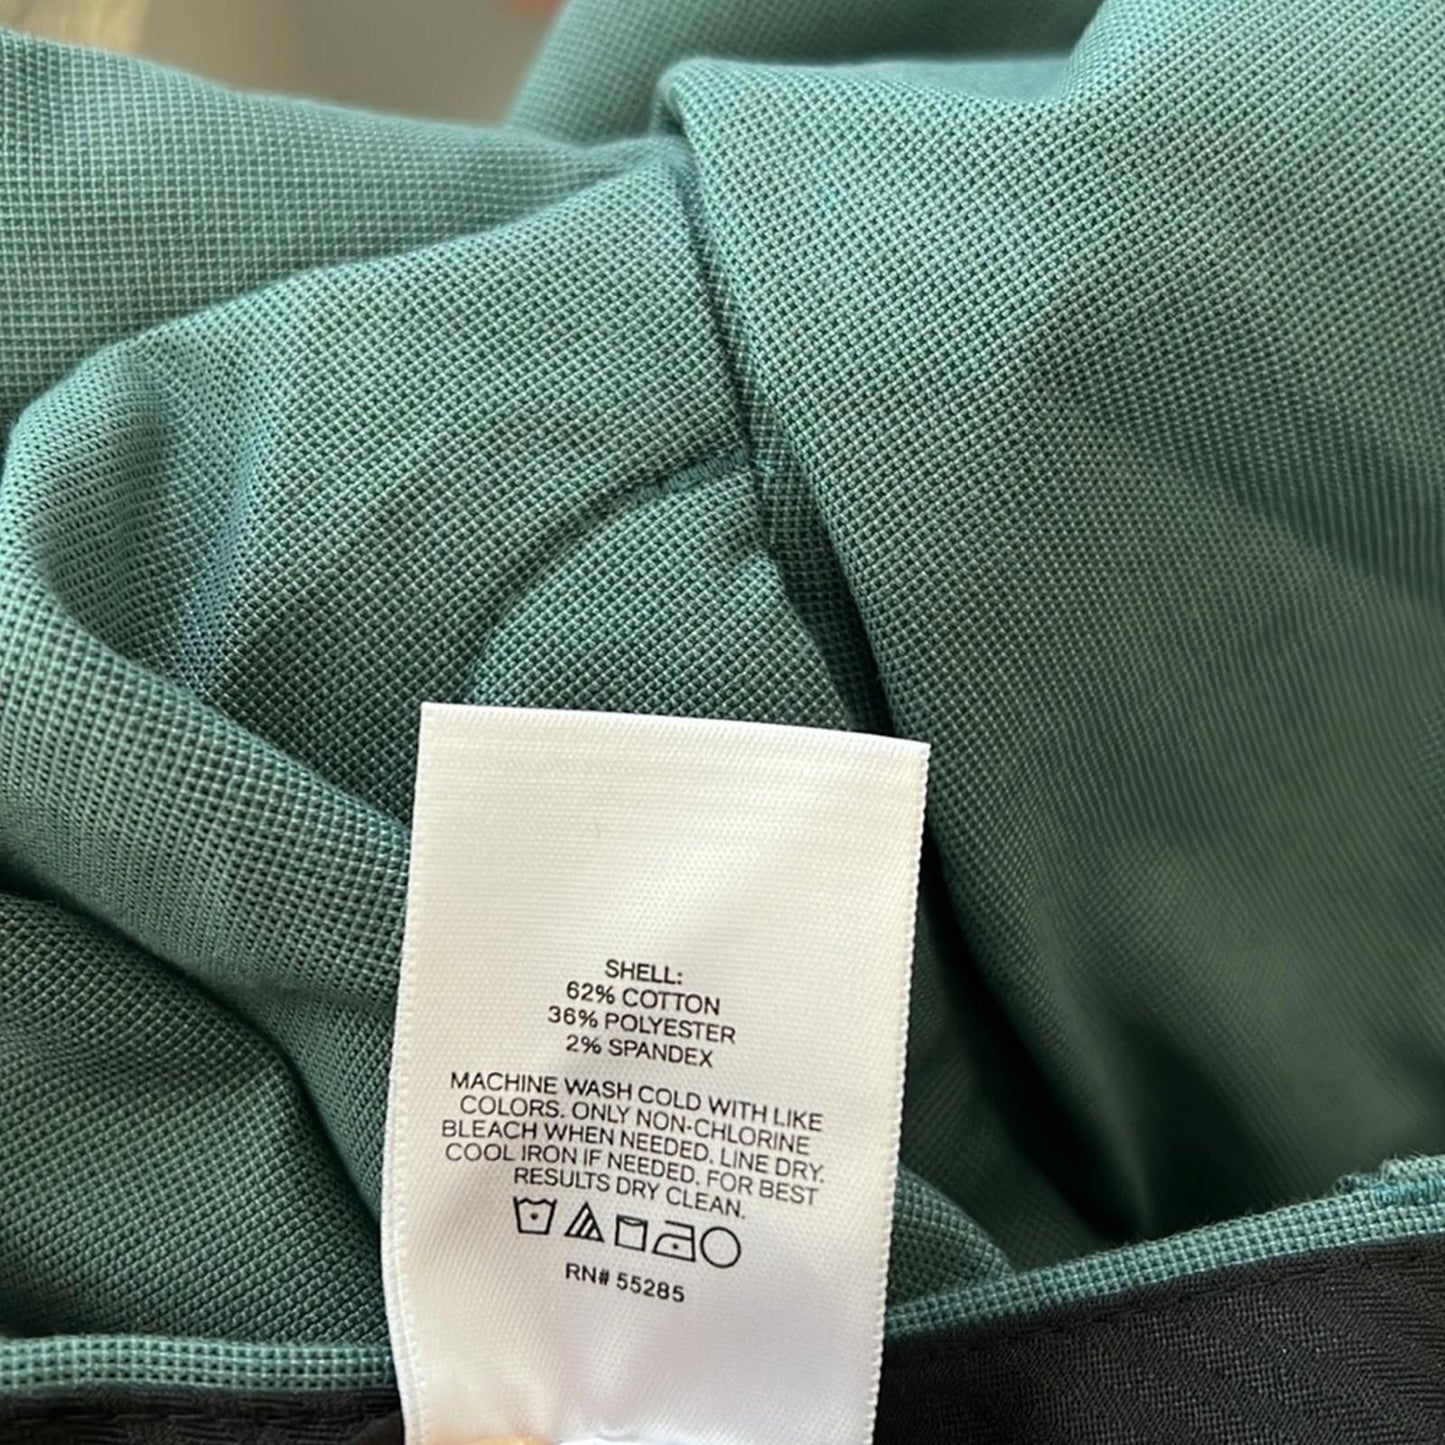 SHELL:
62% COTTON
36% POLYESTER
2% SPANDEX
MACHINE WASH COLD WITH LIKE
COLORS. ONLY NON-CHLORINE
BLEACH WHEN NEEDED. LINE DRY.
COOL IRON IF NEEDED. FOR BEST
RESULTS DRY CLEAN.
RN# 55285